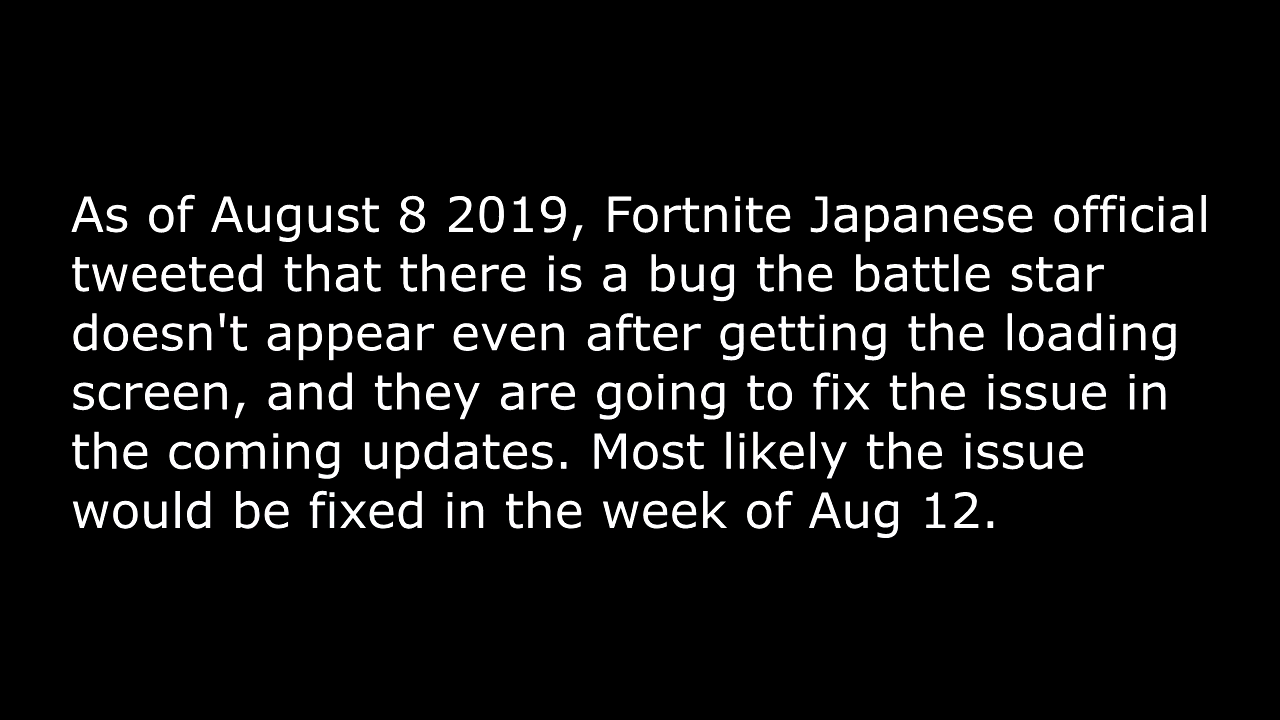 As of August 8 2019, Fortnite Japanese official
tweeted that there is a bug the battle star
doesn't appear even after getting the loading
screen, and they are going to fix the issue in
the coming updates. Most likely the issue
would be fixed in the week of Aug 12.